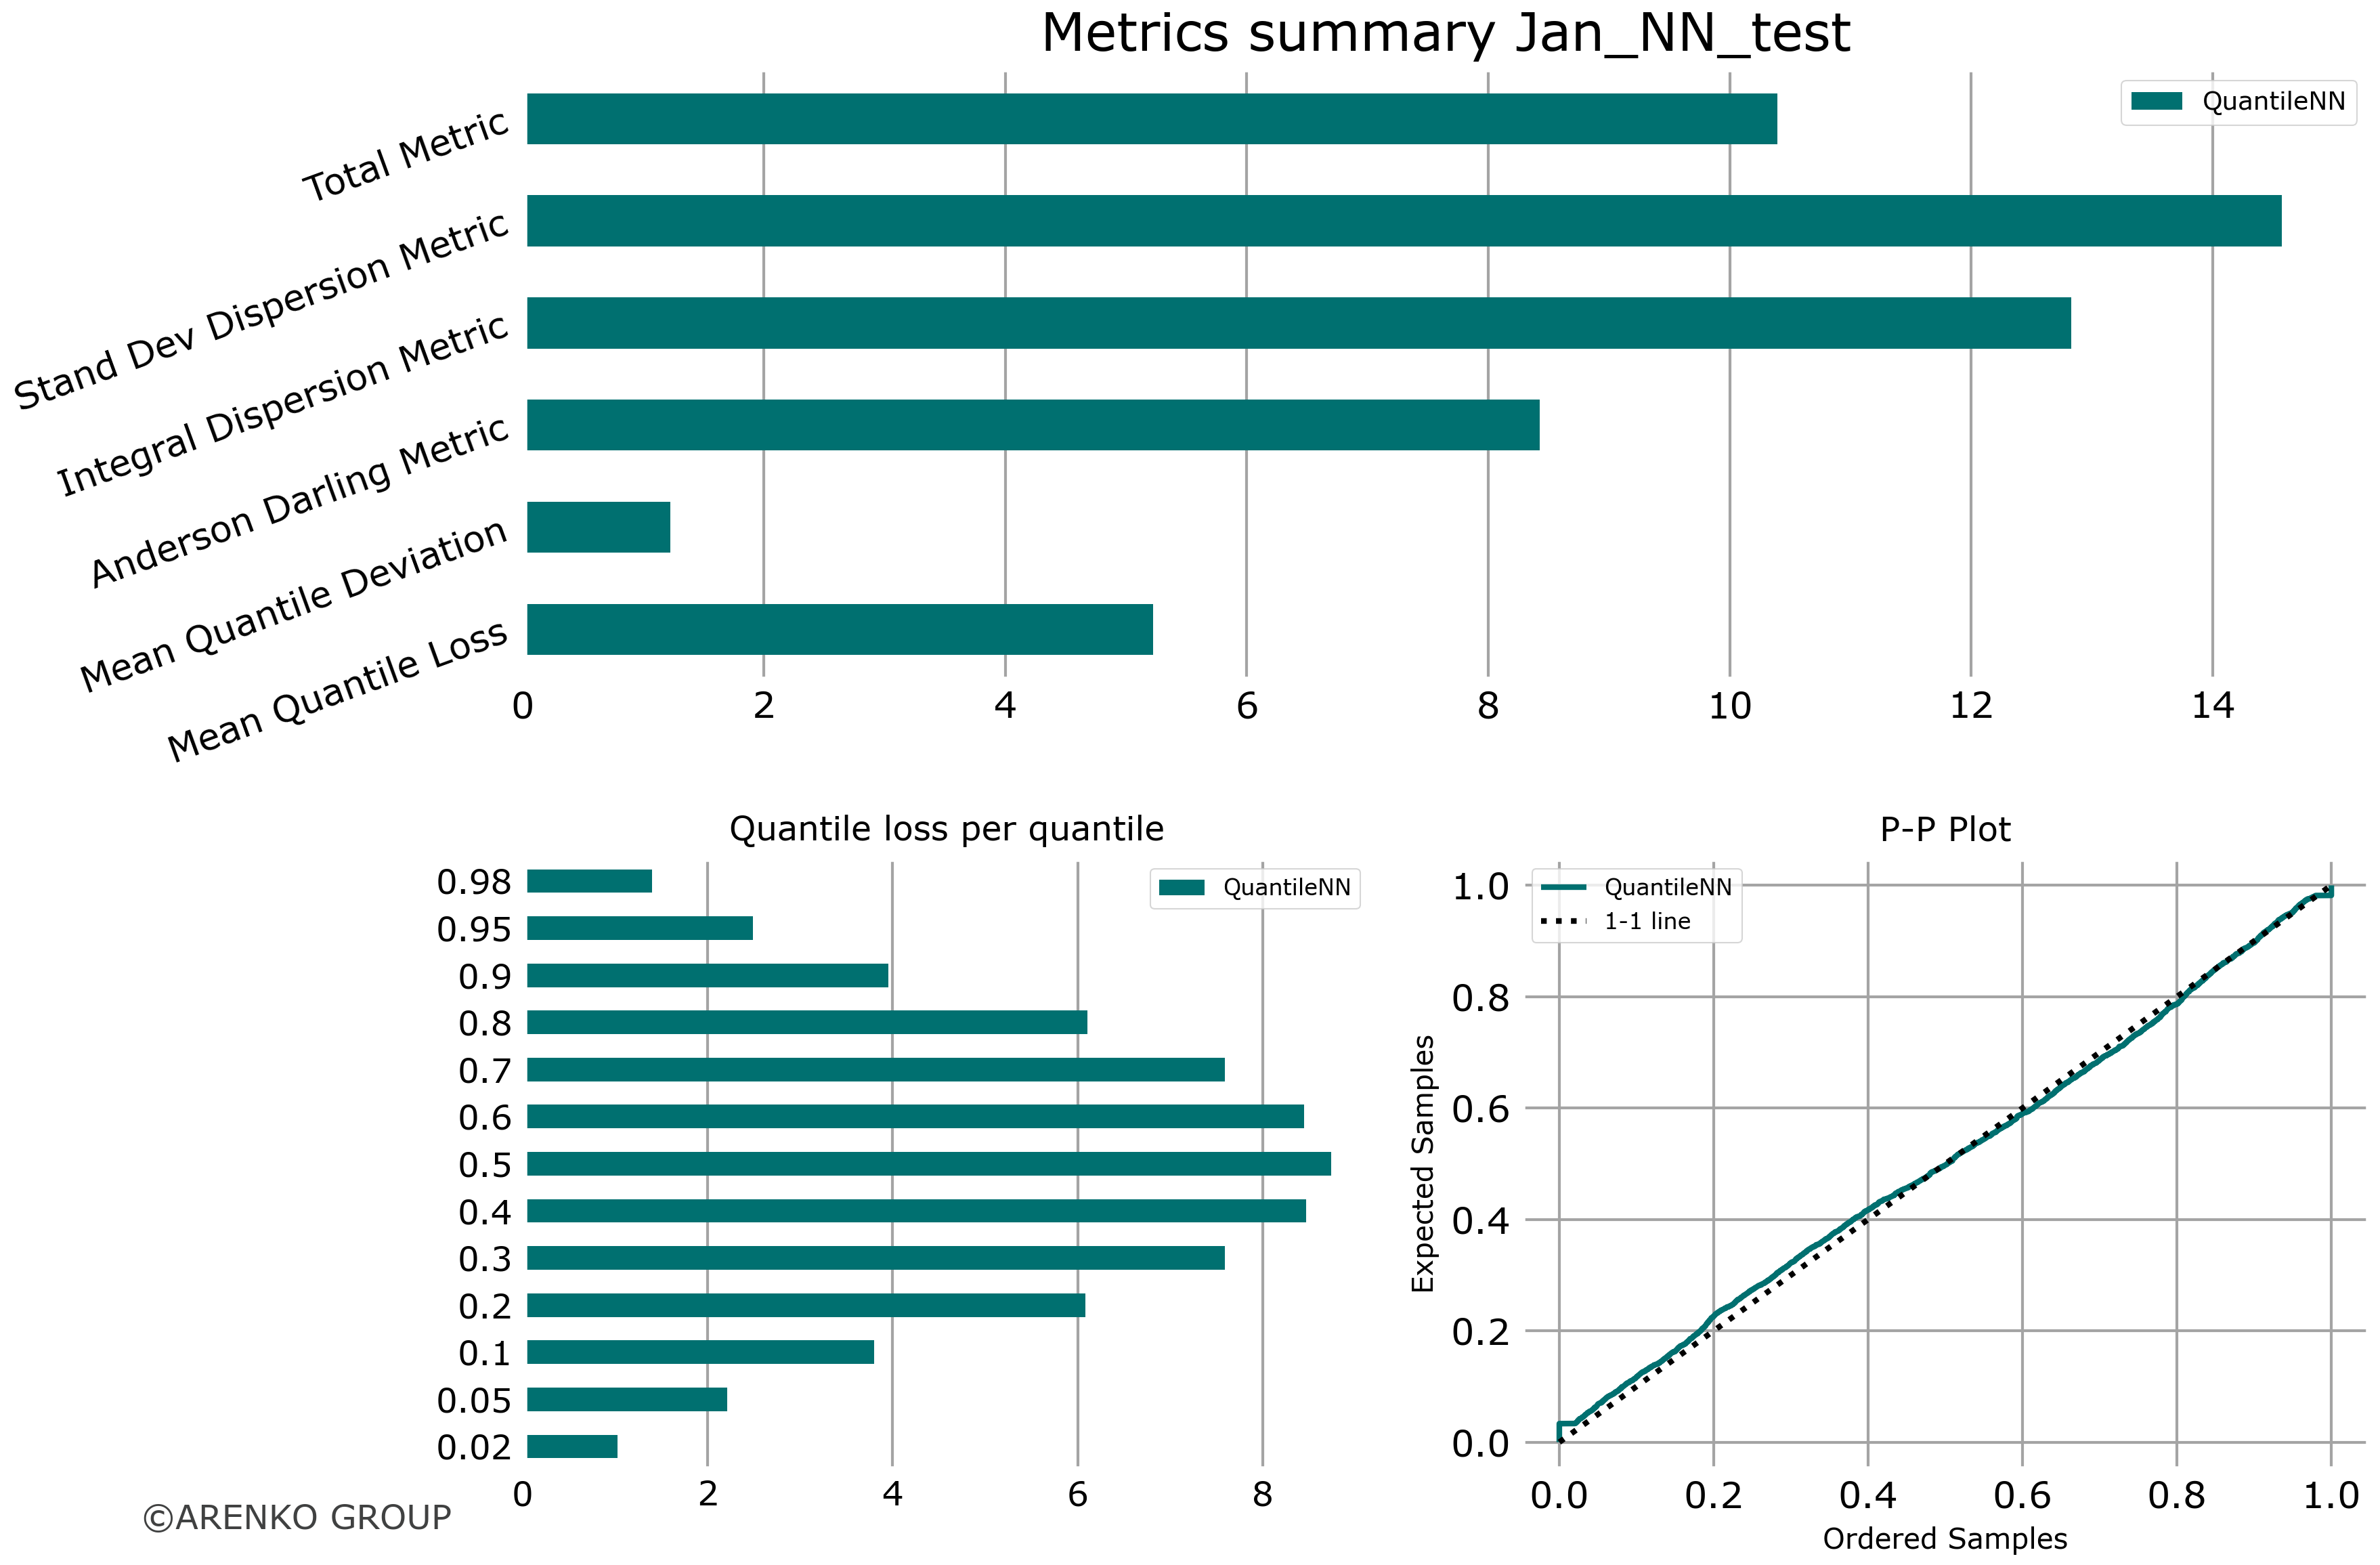 Metrics summary Jan_NN_test
QuantileNN
Total Metric
Stand Dev Dispersion Metric
Integral Dispersion Metric
Anderson Darling Metric
Mean Quantile Deviation
Mean Quantile Loss
0 2 4 6 8 10 12 14
Quantile loss per quantile
QuantileNN
0.98
0.95
0.9
0.8
0.7
0.6
0.5
0.4
0.3
0.2
0.1
0.05
0.02
0 2 4 6 8
P-P Plot
QuantileNN
1-1 line
Expected Samples
1.0
0.8
0.6
0.4
0.2
0.0
0.0 0.2 0.4 0.6 0.8 1.0
Ordered Samples
©ARENKO GROUP